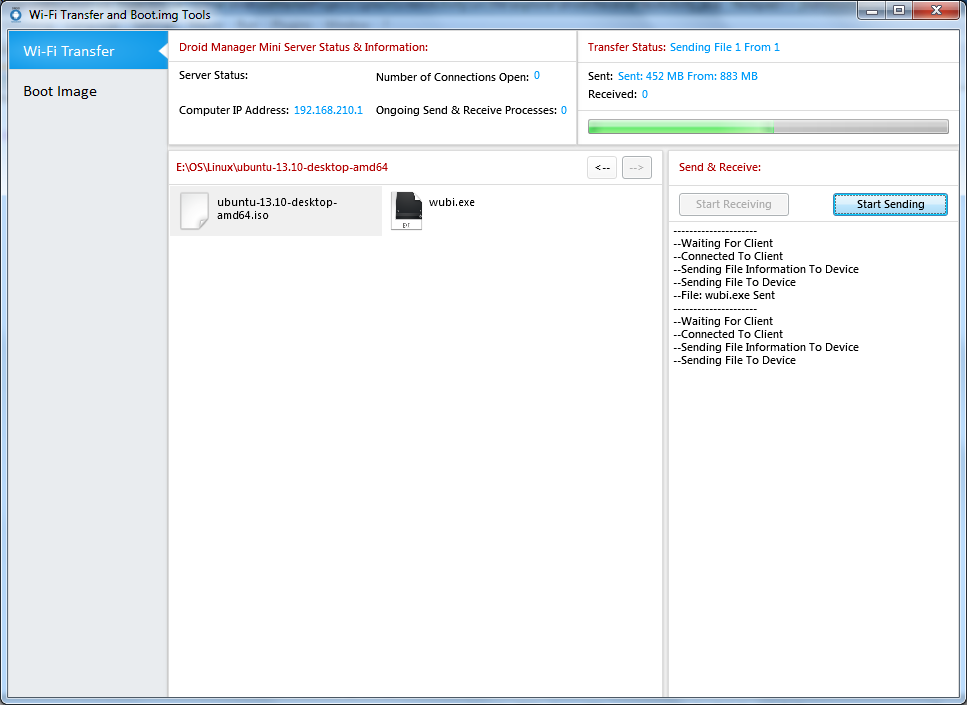 Wi-Fi Transfer and Boot.img Tools
Wi-Fi Transfer
Boot Image
Droid Manager Mini Server Status & Information:
Server Status:
Number of Connections Open: 0
Computer IP Address: 192.168.210.1
Ongoing Send & Receive Processes: 0
Transfer Status: Sending File 1 From 1
Sent: Sent: 452 MB From: 883 MB
Received: 0
E:\OS\Linux\ubuntu-13.10-desktop-amd64
<--
-->
ubuntu-13.10-desktop-
amd64.iso
wubi.exe
EXE
Send & Receive:
Start Receiving
Start Sending
---------------------
--Waiting For Client
--Connected To Client
--Sending File Information To Device
--Sending File To Device
--File: wubi.exe Sent
---------------------
--Waiting For Client
--Connected To Client
--Sending File Information To Device
--Sending File To Device